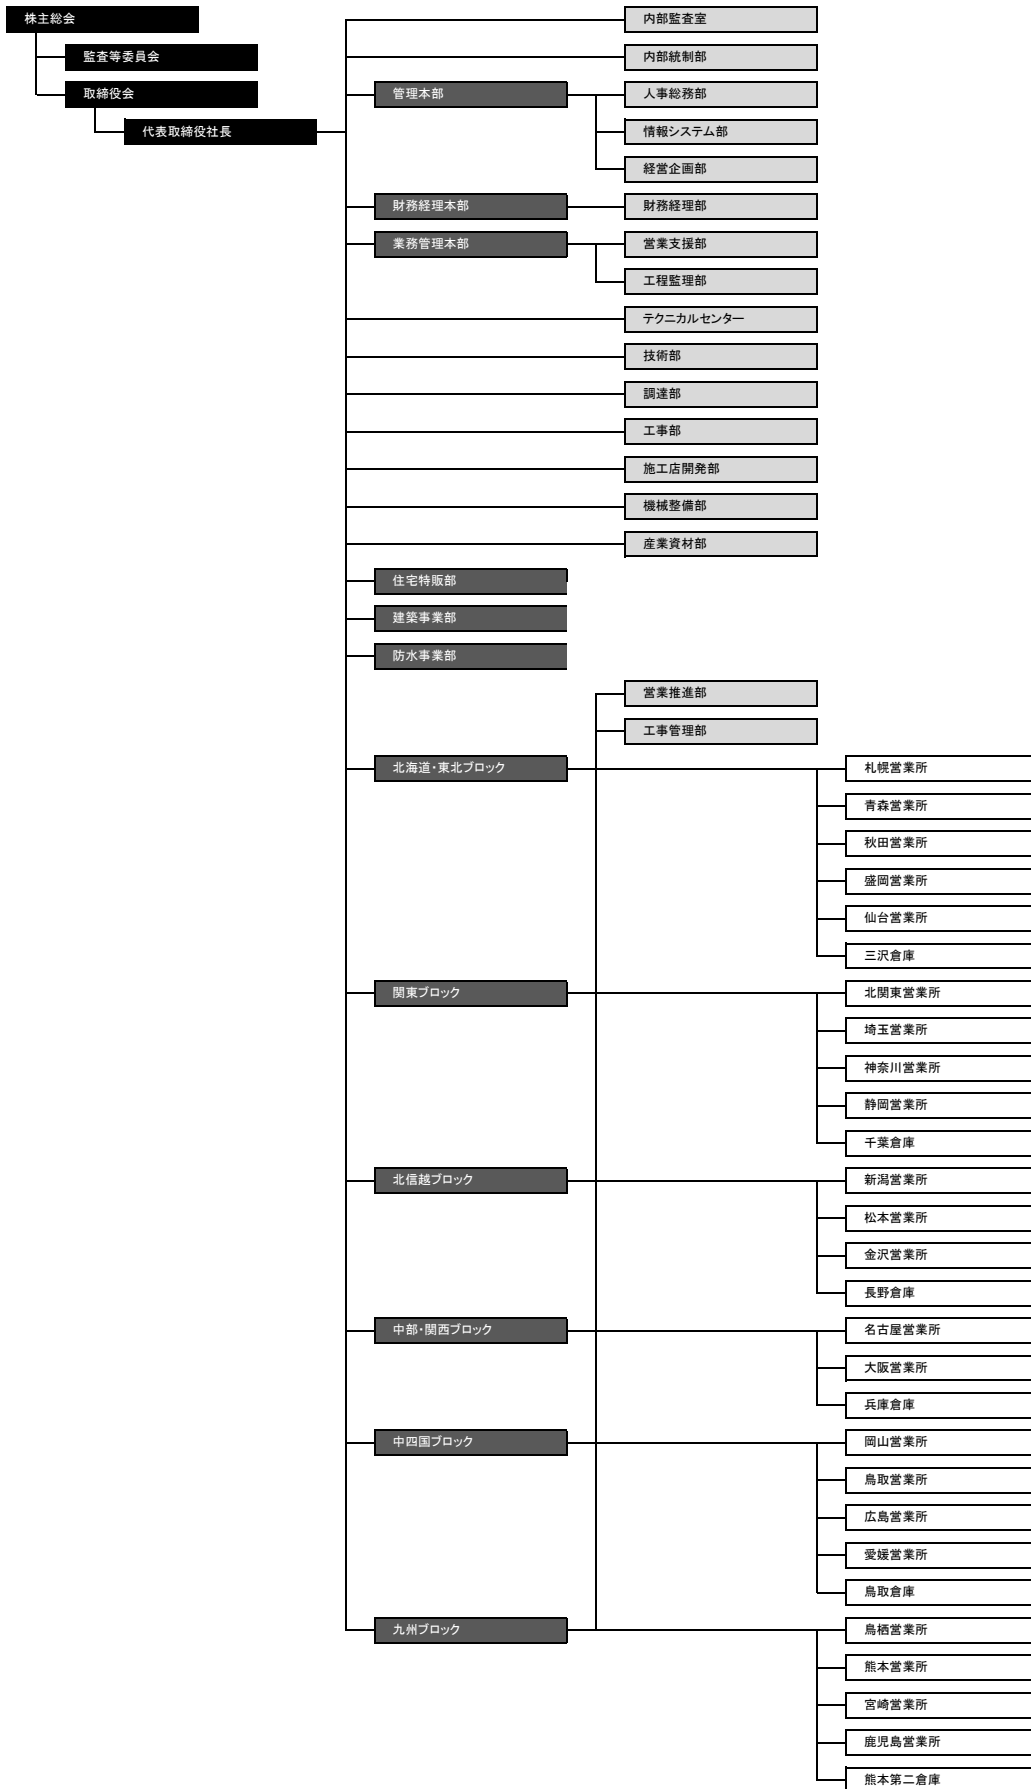 株主総会
監査等委員会
取締役会
代表取締役社長
内部監査室
内部統制部
管理本部
人事総務部
情報システム部
経営企画部
財務経理本部
財務経理部
業務管理本部
営業支援部
工程監理部
テクニカルセンター
技術部
調達部
工事部
施工店開発部
機械整備部
産業資材部
住宅特販部
建築事業部
防水事業部
営業推進部
工事管理部
北海道・東北ブロック
札幌営業所
青森営業所
秋田営業所
盛岡営業所
仙台営業所
三沢倉庫
関東ブロック
北関東営業所
埼玉営業所
神奈川営業所
静岡営業所
千葉倉庫
北信越ブロック
新潟営業所
松本営業所
金沢営業所
長野倉庫
中部・関西ブロック
名古屋営業所
大阪営業所
兵庫倉庫
中四国ブロック
岡山営業所
鳥取営業所
広島営業所
愛媛営業所
鳥取倉庫
九州ブロック
鳥栖営業所
熊本営業所
宮崎営業所
鹿児島営業所
熊本第二倉庫